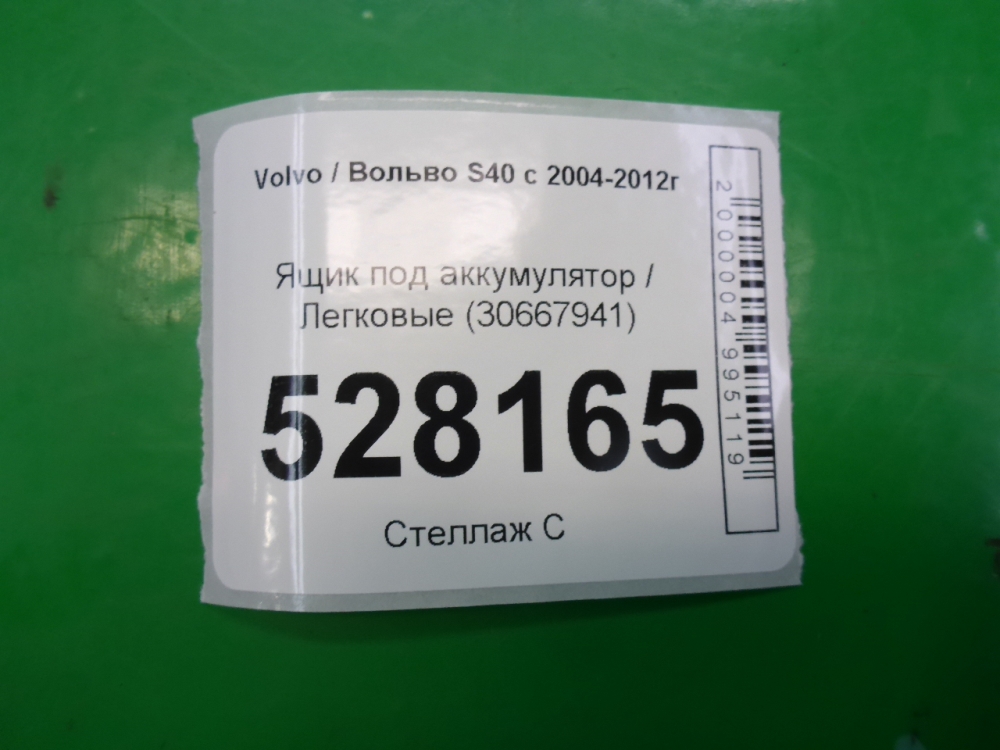 Volvo / Вольво S40 с 2004-2012г
Ящик под аккумулятор /
Легковые (30667941)
528165
Стеллаж С
2000004995119